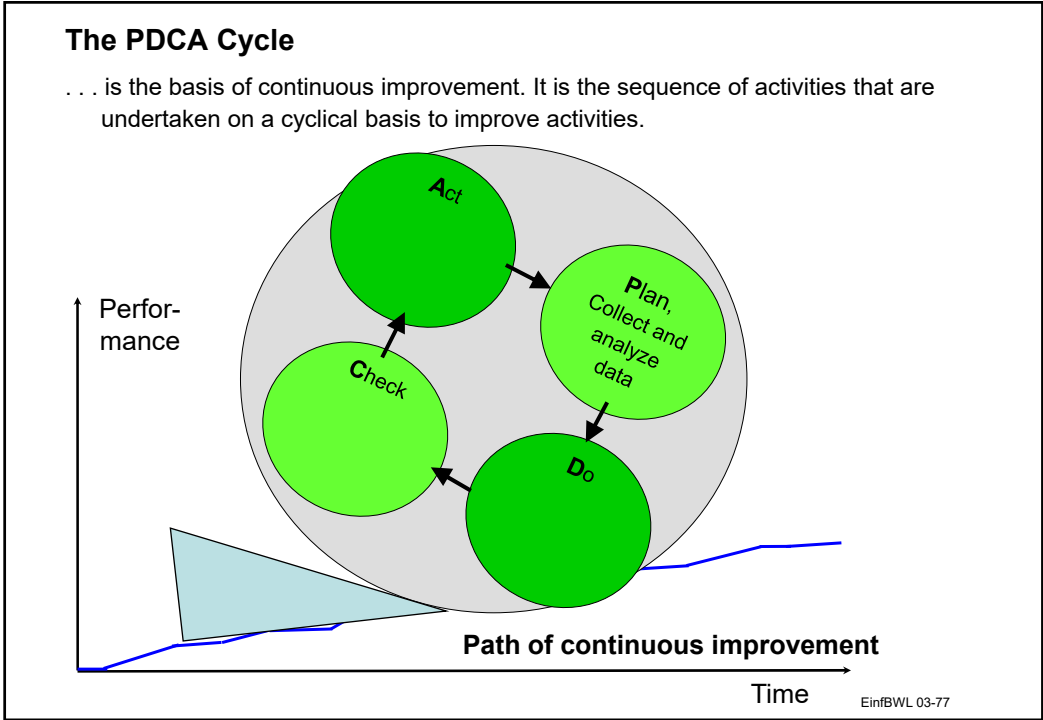 The PDCA Cycle
. . . is the basis of continuous improvement. It is the sequence of activities that are
undertaken on a cyclical basis to improve activities.
Act
Plan,
Collect and
analyze
data
Perfor-
mance
Check
Do
Path of continuous improvement
Time
EinfBWL 03-77